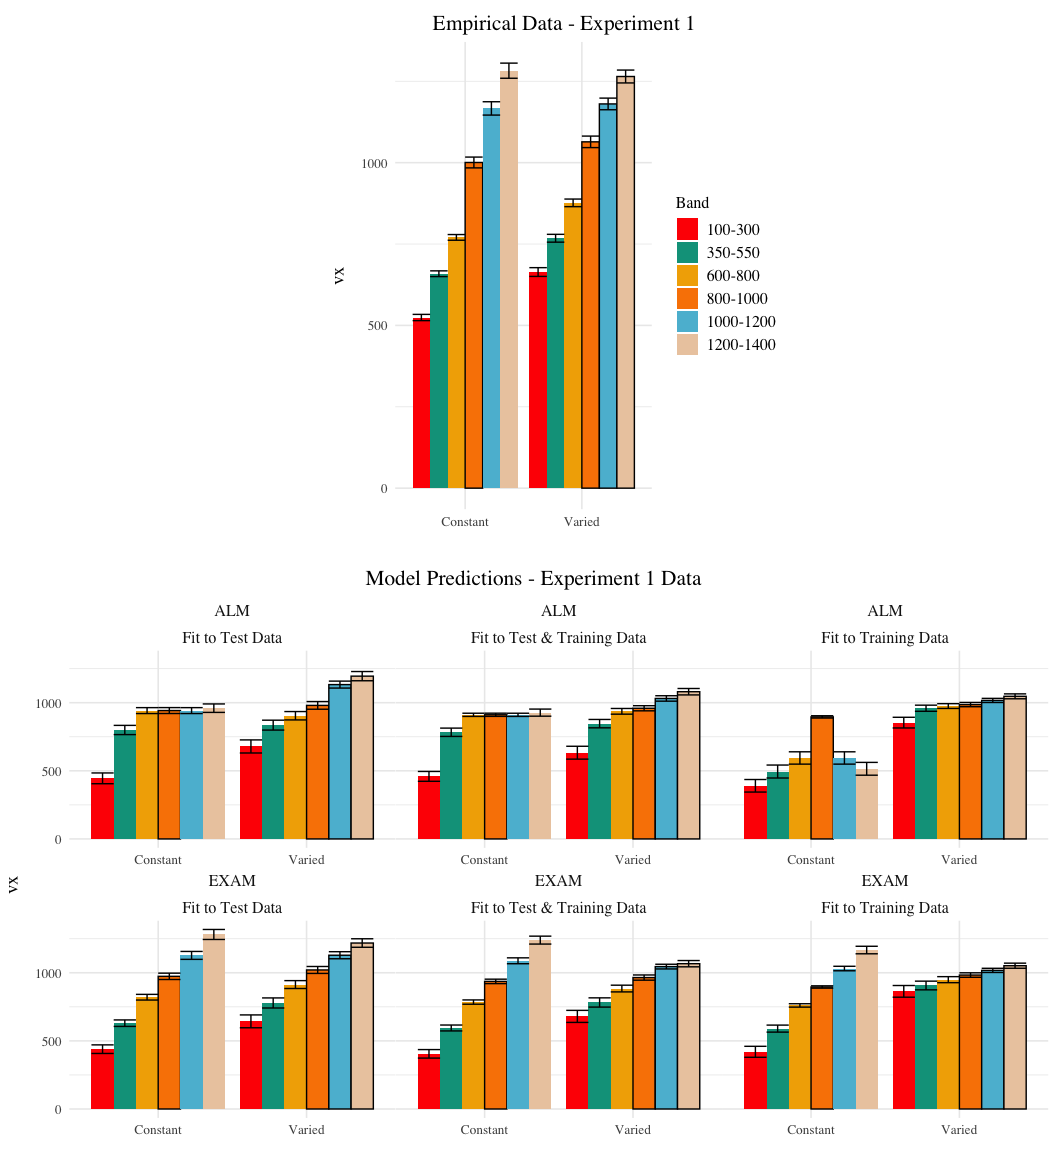 Empirical Data - Experiment 1
vx
1000
500
0
Constant
Varied
Band
100-300
350-550
600-800
800-1000
1000-1200
1200-1400
Model Predictions - Experiment 1 Data
vx
ALM
ALM
ALM
Fit to Test Data
Fit to Test & Training Data
Fit to Training Data
1000
500
0
Constant
Varied
Constant
Varied
Constant
Varied
EXAM
EXAM
EXAM
Fit to Test Data
Fit to Test & Training Data
Fit to Training Data
1000
500
0
Constant
Varied
Constant
Varied
Constant
Varied